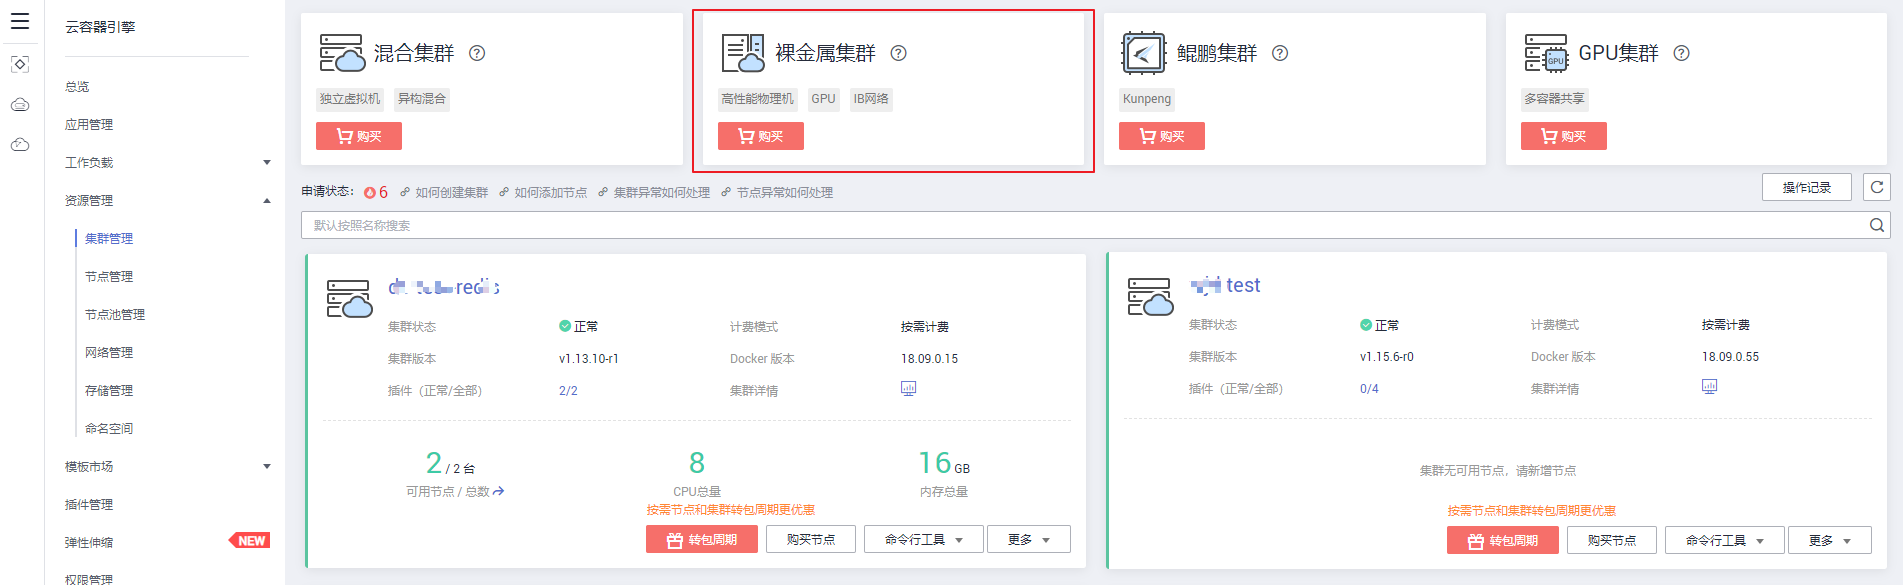 云容器引擎
总览
应用管理
工作负载
资源管理
集群管理
节点管理
节点池管理
网络管理
存储管理
命名空间
模板市场
插件管理
弹性伸缩 NEW
权限管理
混合集群 ?
独立虚拟机 异构混合
购买
裸金属集群 ?
高性能物理机 GPU IB网络
购买
鲲鹏集群 ?
Kunpeng
购买
GPU
GPU集群 ?
多容器共享
购买
申请状态: 6 如何创建集群 如何添加节点 集群异常如何处理 节点异常如何处理
操作记录
默认按照名称搜索
集群状态 正常 计费模式 按需计费
集群版本 v1.13.10-r1 Docker 版本 18.09.0.15
插件（正常/全部） 2/2 集群详情
2 / 2 台 8 16 GB
可用节点 / 总数 CPU总量 内存总量
按需节点和集群转包周期更优惠
转包周期 购买节点 命令行工具 更多
test
集群状态 正常 计费模式 按需计费
集群版本 v1.15.6-r0 Docker 版本 18.09.0.55
插件（正常/全部） 0/4 集群详情
集群无可用节点，请新增节点
按需节点和集群转包周期更优惠
转包周期 购买节点 命令行工具 更多